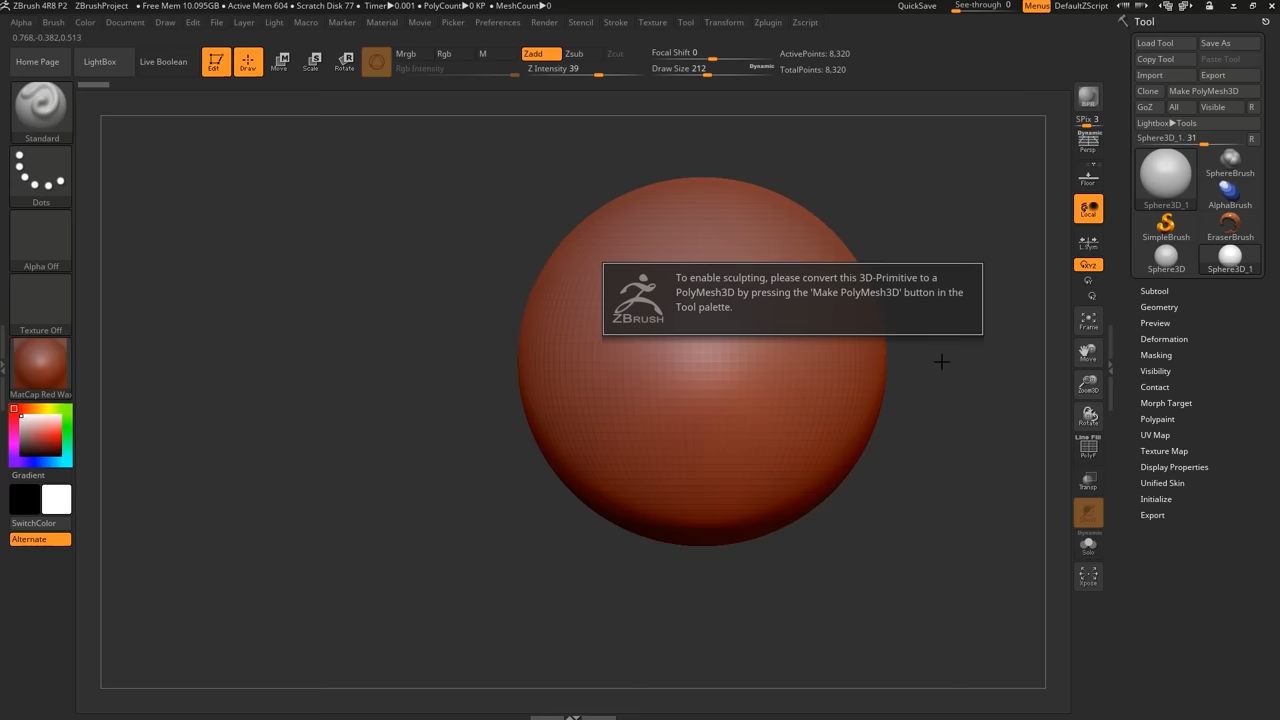 ZBrush 4R8 P2 ZBrushProject • Free Mem 10.095GB • Active Mem 604 • Scratch Disk 77 • Timer▶0.001 • PolyCount▶0 KP • MeshCount▶0 QuickSave See-through 0 Menus DefaultZScript
Alpha Brush Color Document Draw Edit File Layer Light Macro Marker Material Movie Picker Preferences Render Stencil Stroke Texture Tool Transform Zplugin Zscript
0.768,-0.382,0.513
Home Page LightBox Live Boolean
Edit Draw Move Scale Rotate
Mrgb Rgb M
Rgb Intensity
Zadd Zsub Zcut
Z Intensity 39
Focal Shift 0
Draw Size 212 Dynamic
ActivePoints: 8,320
TotalPoints: 8,320
Standard
Dots
Alpha Off
Texture Off
MatCap Red Wax
Gradient
SwitchColor
Alternate
To enable sculpting, please convert this 3D-Primitive to a
PolyMesh3D by pressing the 'Make PolyMesh3D' button in the
Tool palette.
ZBRUSH
BPR
SPix 3
Dynamic
Persp
Floor
Local
L.Sym
XYZ
Frame
Move
Zoom3D
Rotate
Line Fill
PolyF
Transp
Dynamic
Solo
Xpose
Tool
Load Tool Save As
Copy Tool Paste Tool
Import Export
Clone Make PolyMesh3D
GoZ All Visible R
Lightbox▶Tools
Sphere3D_1. 31 R
Sphere3D_1 SphereBrush
AlphaBrush
SimpleBrush EraserBrush
Sphere3D Sphere3D_1
Subtool
Geometry
Preview
Deformation
Masking
Visibility
Contact
Morph Target
Polypaint
UV Map
Texture Map
Display Properties
Unified Skin
Initialize
Export